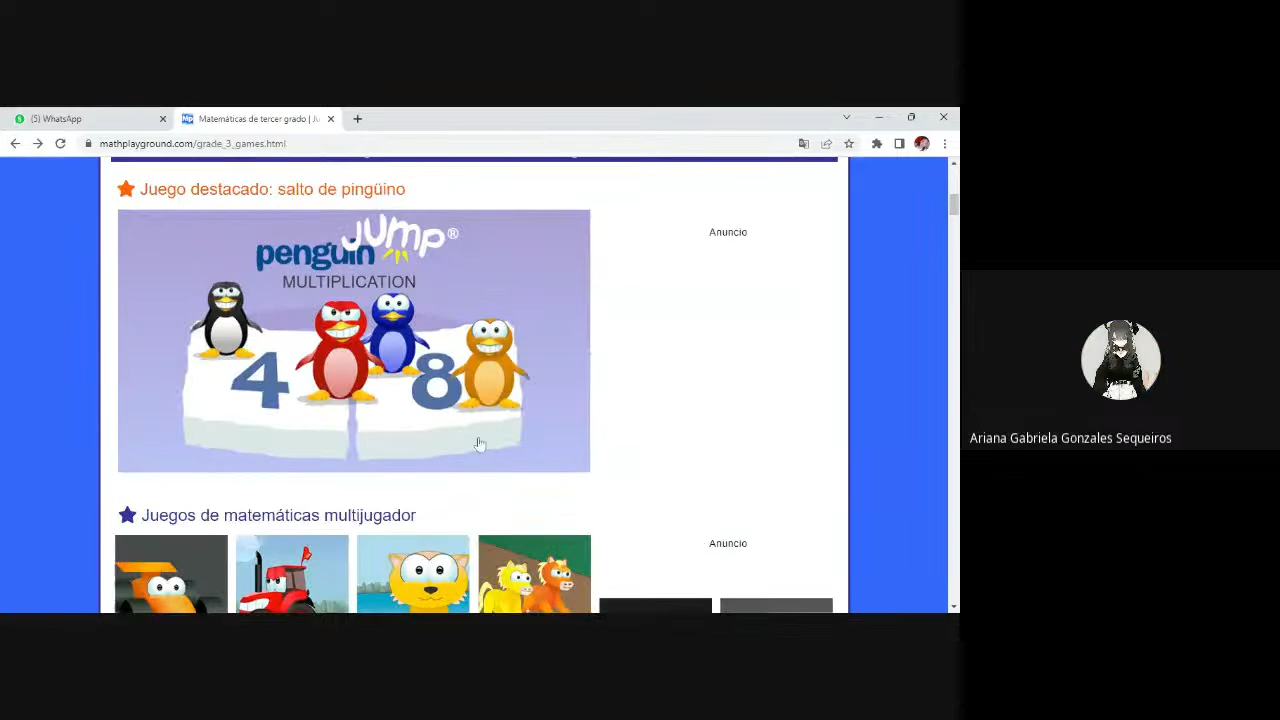 (5) WhatsApp
Matemáticas de tercer grado | Ju
mathplayground.com/grade_3_games.html
Juego destacado: salto de pingüino
Anuncio
penguin JUMP®
MULTIPLICATION
4
8
Ariana Gabriela Gonzales Sequeiros
Juegos de matemáticas multijugador
Anuncio